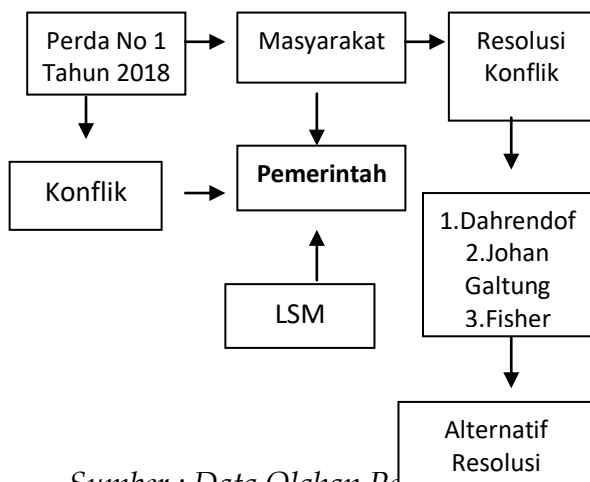 Perda No 1
Tahun 2018
Masyarakat
Resolusi
Konflik
Konflik
Pemerintah
1.Dahrendof
2.Johan
Galtung
3.Fisher
LSM
Alternatif
Resolusi
Sumber : Data Olahan